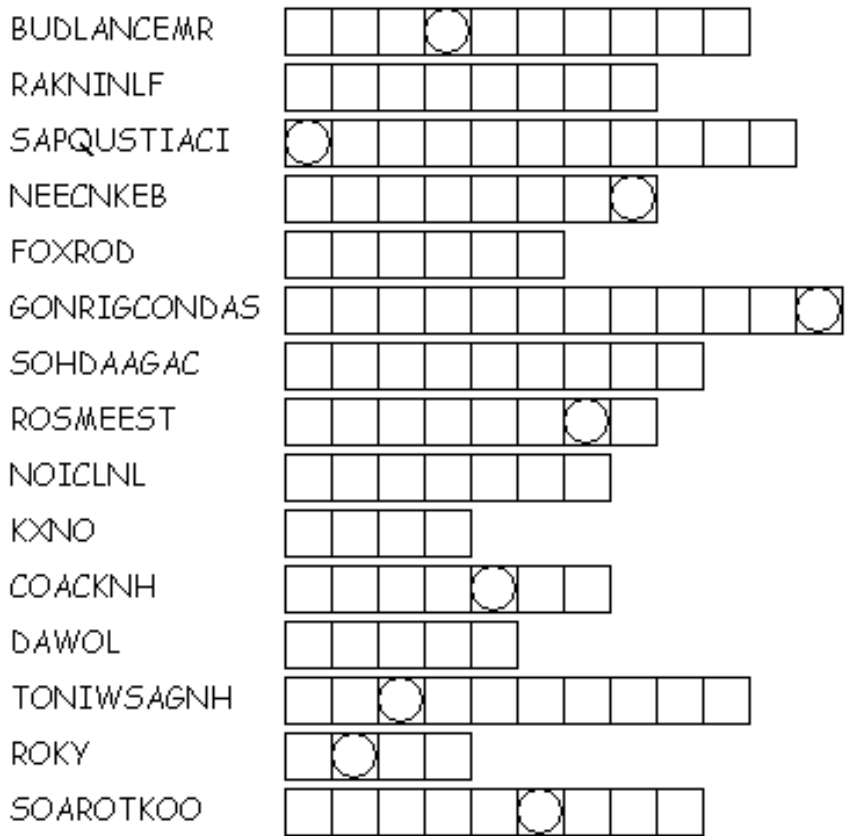 BUDLANCEMR
RAKNINLF
SAPQUSTIACI
NEECNKEB
FOXROD
GONRIGCONDAS
SOHDAAGAC
ROSMEEST
NOICLNL
KXNO
COACKNH
DAWOL
TONIWSAGNH
ROKY
SOAROTKOO